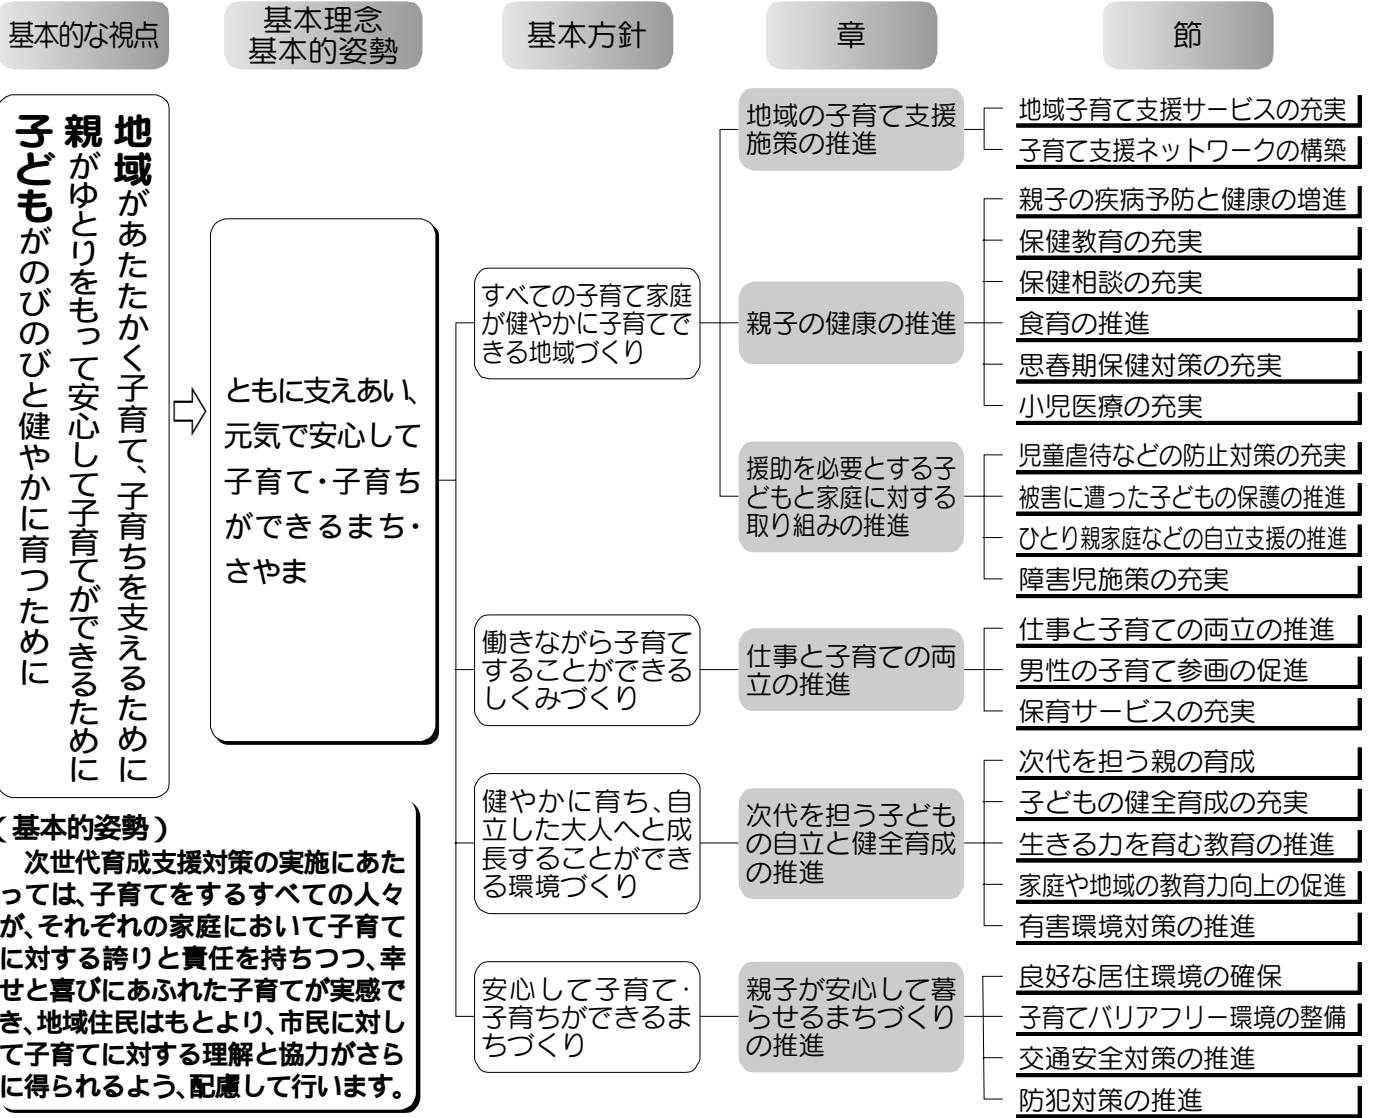 基本的な視点
基本理念
基本的姿勢
基本方針
章
節
地域があたたかく子育て、子育ちを支えるために
親がゆとりをもって安心して子育てができるために
子どもがのびのびと健やかに育つために
ともに支えあい、
元気で安心して
子育て・子育ち
ができるまち・
さやま
(基本的姿勢)
次世代育成支援対策の実施にあた
っては、子育てをするすべての人々
が、それぞれの家庭において子育て
に対する誇りと責任を持ちつつ、幸
せと喜びにあふれた子育てが実感で
き、地域住民はもとより、市民に対し
て子育てに対する理解と協力がさら
に得られるよう、配慮して行います。
すべての子育て家庭
が健やかに子育てで
きる地域づくり
地域の子育て支援
施策の推進
地域子育て支援サービスの充実
子育て支援ネットワークの構築
親子の健康の推進
親子の疾病予防と健康の増進
保健教育の充実
保健相談の充実
食育の推進
思春期保健対策の充実
小児医療の充実
援助を必要とする子
どもと家庭に対する
取り組みの推進
児童虐待などの防止対策の充実
被害に遭った子どもの保護の推進
ひとり親家庭などの自立支援の推進
障害児施策の充実
働きながら子育て
することができる
しくみづくり
仕事と子育ての両
立の推進
仕事と子育ての両立の推進
男性の子育て参画の促進
保育サービスの充実
健やかに育ち、自
立した大人へと成
長することができ
る環境づくり
次代を担う子ども
の自立と健全育成
の推進
次代を担う親の育成
子どもの健全育成の充実
生きる力を育む教育の推進
家庭や地域の教育力向上の促進
有害環境対策の推進
安心して子育て・
子育ちができるま
ちづくり
親子が安心して暮
らせるまちづくり
の推進
良好な居住環境の確保
子育てバリアフリー環境の整備
交通安全対策の推進
防犯対策の推進